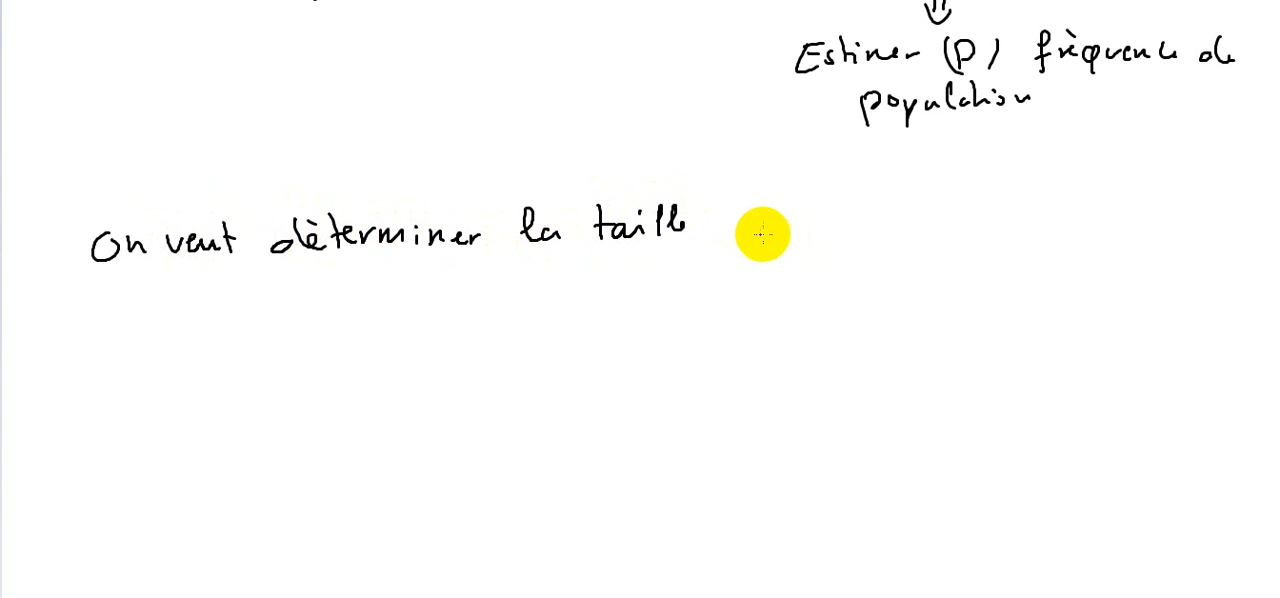 Estimer (p) fréquence de
population
On veut déterminer la taille